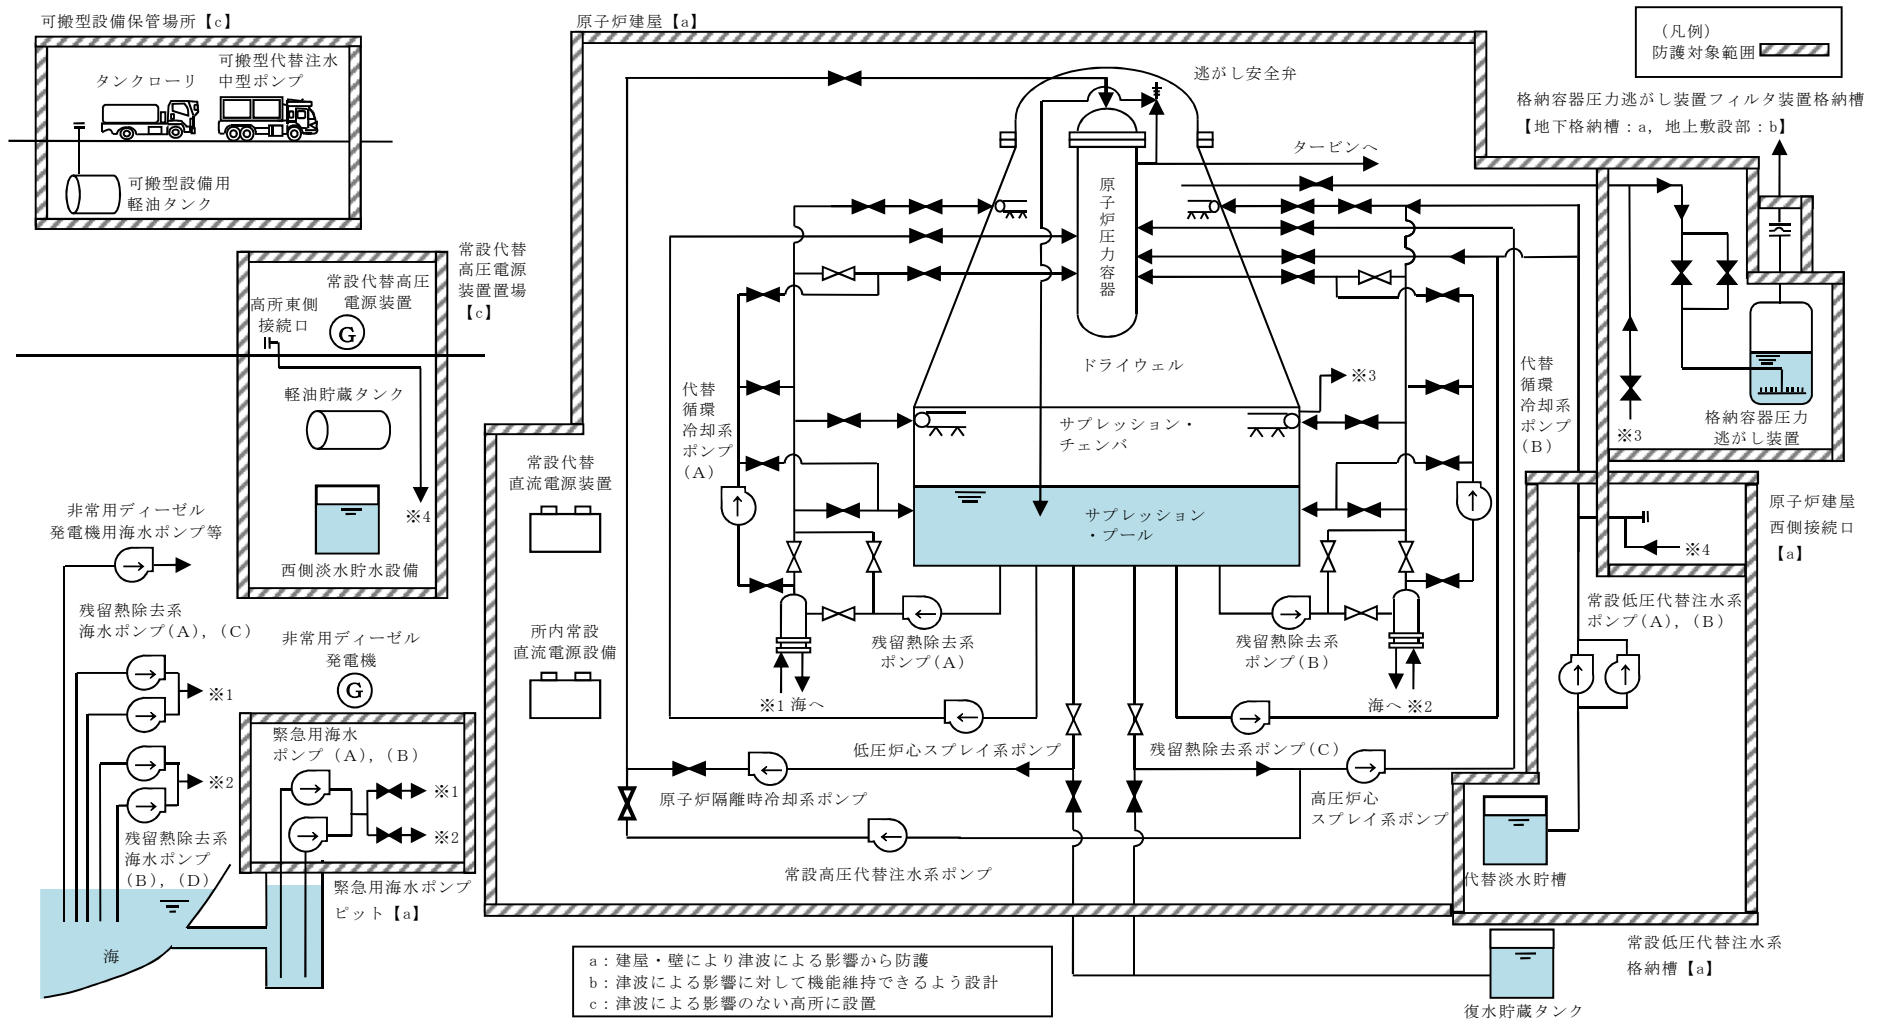 可搬型設備保管場所【c】
タンクローリ
可搬型代替注水
中型ポンプ
可搬型設備用
軽油タンク
常設代替
高圧電源
装置置場
【c】
常設代替高圧
電源装置
高所東側
接続口
G
軽油貯蔵タンク
※4
西側淡水貯水設備
非常用ディーゼル
発電機用海水ポンプ等
残留熱除去系
海水ポンプ(A),(C)
※1
※2
残留熱除去系
海水ポンプ
(B),(D)
海
非常用ディーゼル
発電機
G
緊急用海水
ポンプ(A),(B)
※1
※2
緊急用海水ポンプ
ピット【a】
原子炉建屋【a】
逃がし安全弁
タービンへ
原子炉圧力容器
ドライウェル
代替
循環
冷却系
ポンプ
(A)
サプレッション・
チェンバ
サプレッション
・プール
※3
代替
循環
冷却系
ポンプ
(B)
常設代替
直流電源装置
所内常設
直流電源設備
残留熱除去系
ポンプ(A)
残留熱除去系
ポンプ(B)
※1 海へ
海へ ※2
低圧炉心スプレイ系ポンプ
残留熱除去系ポンプ(C)
原子炉隔離時冷却系ポンプ
高圧炉心
スプレイ系ポンプ
常設高圧代替注水系ポンプ
(凡例)
防護対象範囲
格納容器圧力逃がし装置フィルタ装置格納槽
【地下格納槽：a，地上敷設部：b】
格納容器圧力
逃がし装置
※3
原子炉建屋
西側接続口
【a】
※4
常設低圧代替注水系
ポンプ(A),(B)
代替淡水貯槽
常設低圧代替注水系
格納槽【a】
復水貯蔵タンク
a：建屋・壁により津波による影響から防護
b：津波による影響に対して機能維持できるよう設計
c：津波による影響のない高所に設置